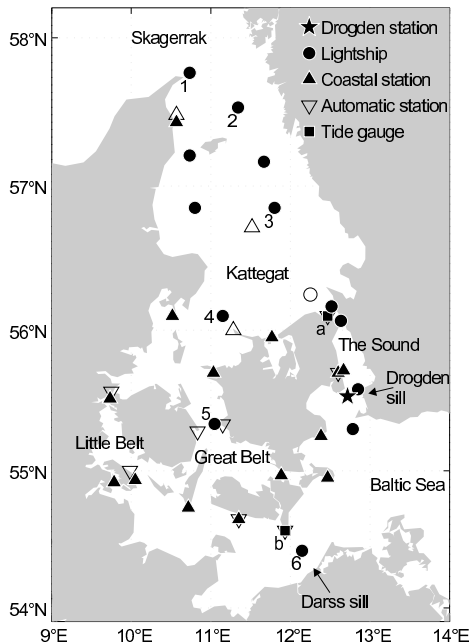 58°N
Skagerrak
Drogden station
Lightship
Coastal station
Automatic station
Tide gauge
1
2
57°N
3
Kattegat
4
a
56°N
The Sound
Drogden
sill
5
Little Belt
Great Belt
55°N
Baltic Sea
b
6
Darss sill
54°N
9°E
10°E
11°E
12°E
13°E
14°E